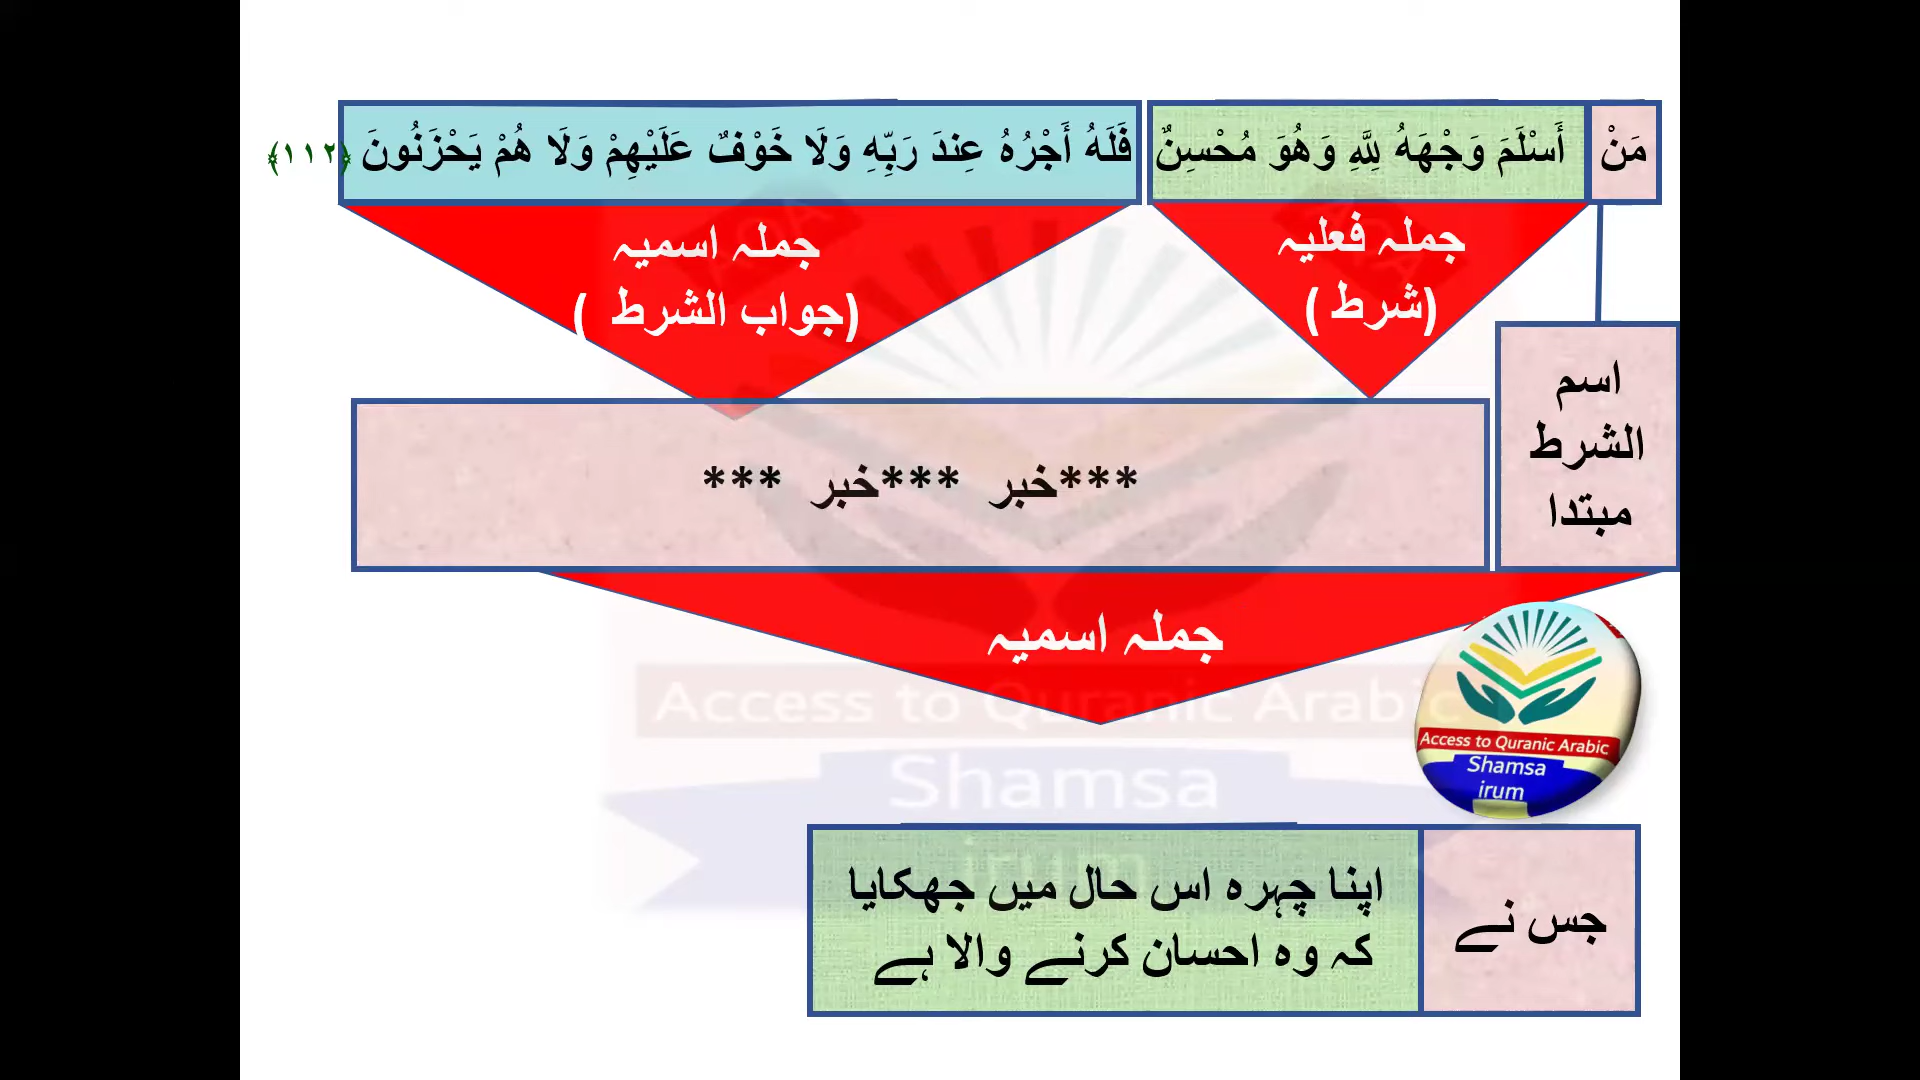 مَنْ أَسْلَمَ وَجْهَهُ لِلَّهِ وَهُوَ مُحْسِنٌ فَلَهُ أَجْرُهُ عِندَ رَبِّهِ وَلَا خَوْفٌ عَلَيْهِمْ وَلَا هُمْ يَحْزَنُونَ ﴿١١٢﴾
جملہ فعلیہ
(شرط )
جملہ اسمیہ
(جواب الشرط )
اسم
الشرط
مبتدا
***خبر ***خبر ***
جملہ اسمیہ
Access to Quranic Arabic
Shamsa
irum
Access to Quranic Arabic
Shamsa
irum
جس نے
اپنا چہرہ اس حال میں جھکایا
کہ وہ احسان کرنے والا ہے